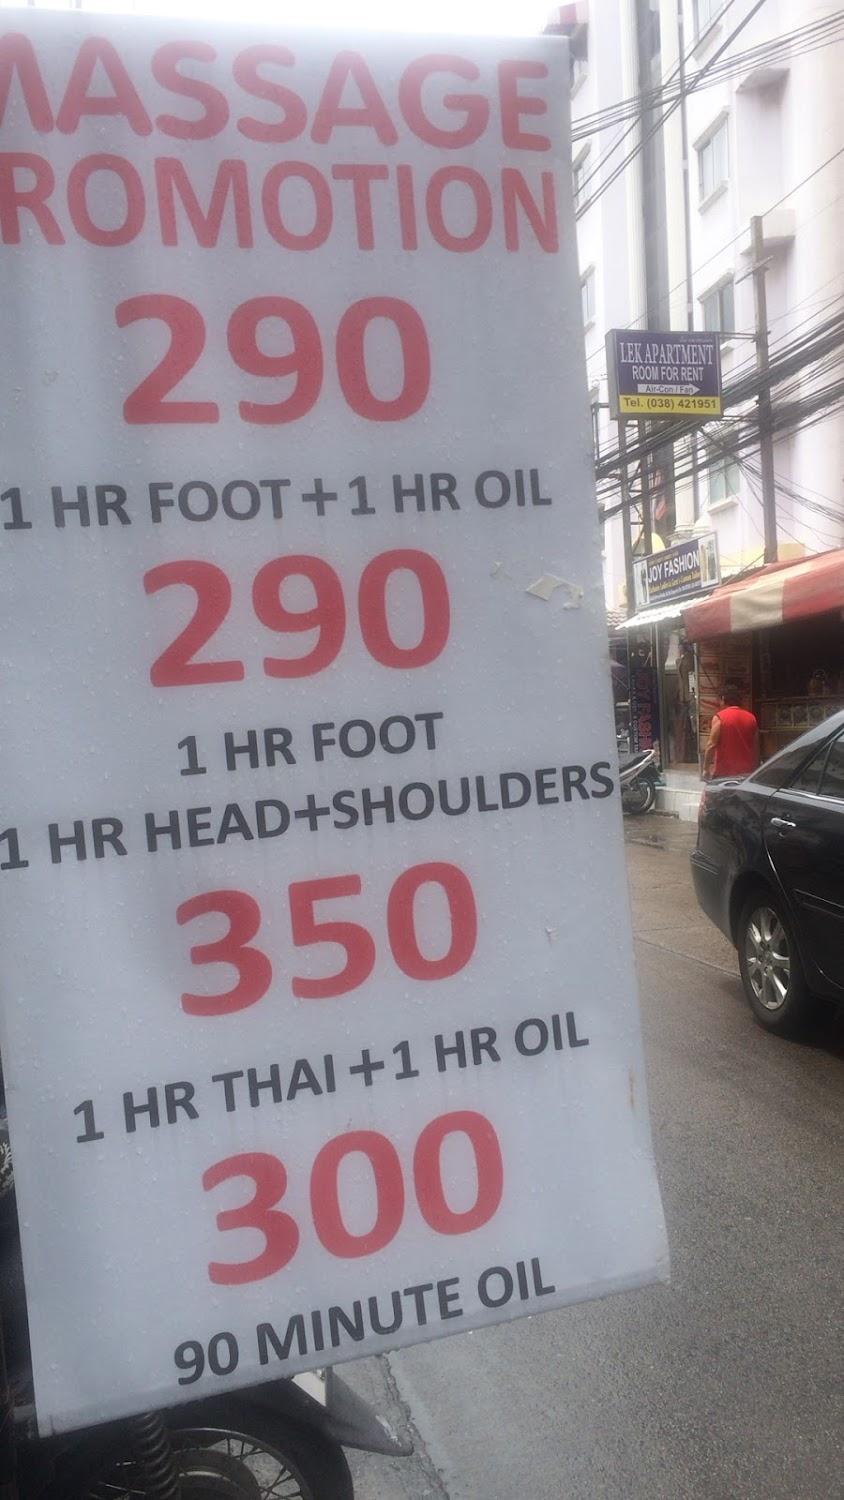 MASSAGE
ROMOTION
290
1 HR FOOT+1 HR OIL
290
1 HR FOOT
1 HR HEAD+SHOULDERS
350
1 HR THAI+1 HR OIL
300
90 MINUTE OIL
LEK APARTMENT
ROOM FOR RENT
Air-Con / Fan
Tel. (038) 421951
JOY FASHION